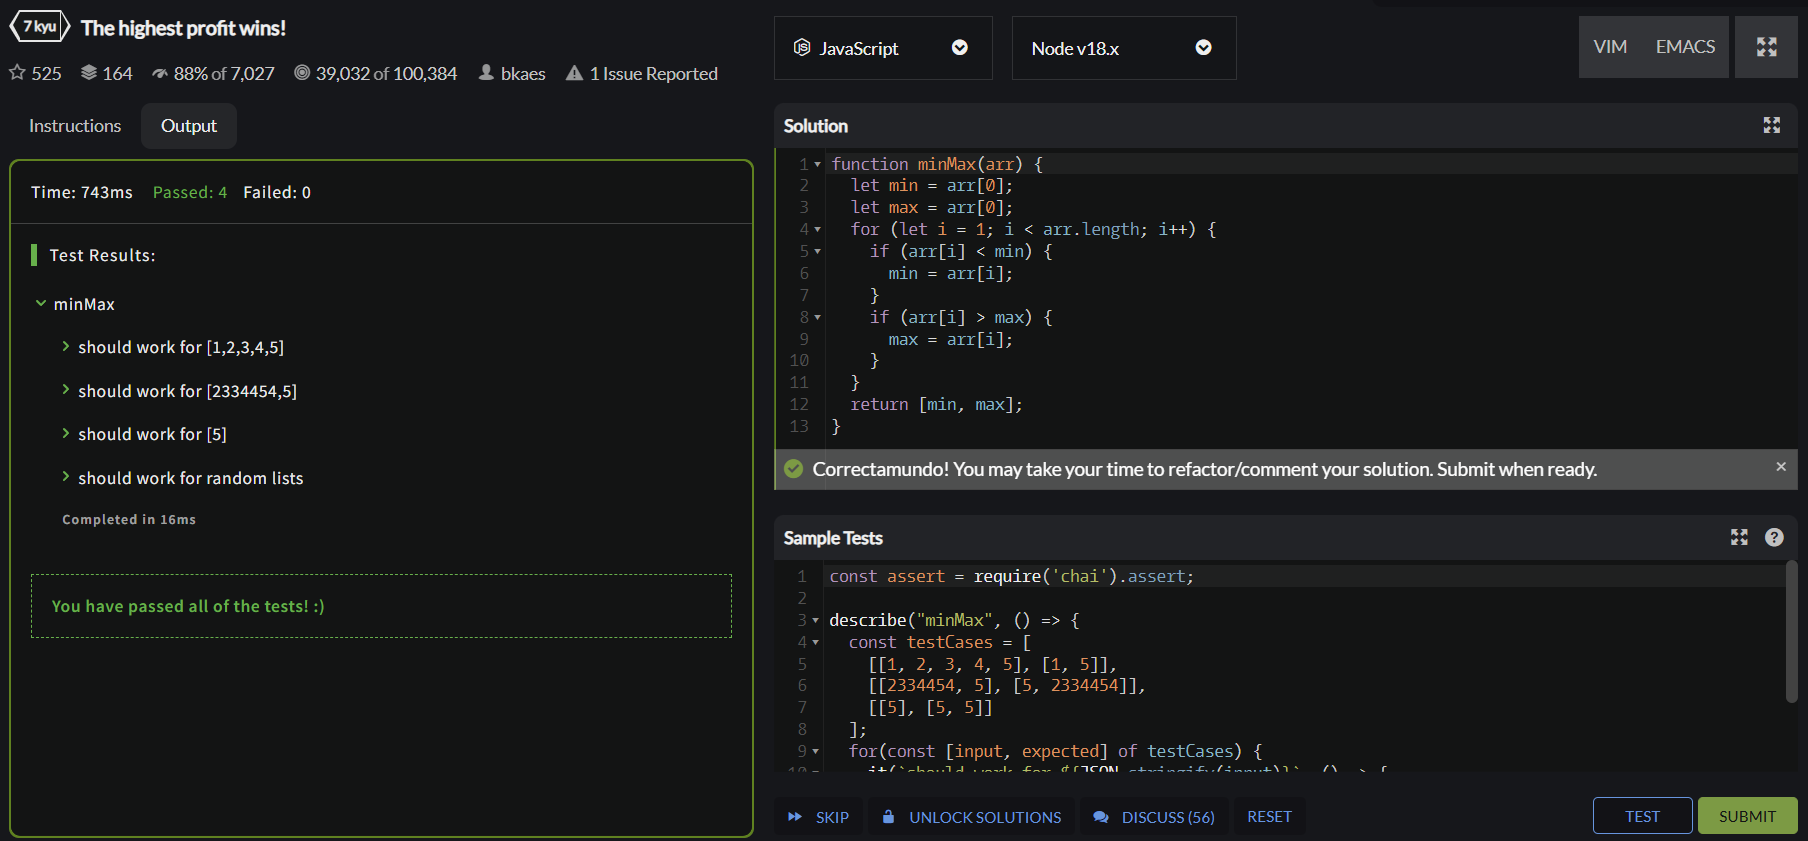 7 kyu The highest profit wins!
525 164 88% of 7,027 39,032 of 100,384 bkaes 1 Issue Reported
Instructions Output
Time: 743ms Passed: 4 Failed: 0
Test Results:
minMax
should work for [1,2,3,4,5]
should work for [2334454,5]
should work for [5]
should work for random lists
Completed in 16ms
You have passed all of the tests! :)
JavaScript Node v18.x VIM EMACS
Solution
1 function minMax(arr) {
2   let min = arr[0];
3   let max = arr[0];
4   for (let i = 1; i < arr.length; i++) {
5     if (arr[i] < min) {
6       min = arr[i];
7     }
8     if (arr[i] > max) {
9       max = arr[i];
10     }
11   }
12   return [min, max];
13 }
Correctamundo! You may take your time to refactor/comment your solution. Submit when ready.
Sample Tests
1 const assert = require('chai').assert;
2
3 describe("minMax", () => {
4   const testCases = [
5     [[1, 2, 3, 4, 5], [1, 5]],
6     [[2334454, 5], [5, 2334454]],
7     [[5], [5, 5]]
8   ];
9   for(const [input, expected] of testCases) {
10     it(`should work for ${JSON.stringify(input)}`, () => {
SKIP UNLOCK SOLUTIONS DISCUSS (56) RESET TEST SUBMIT